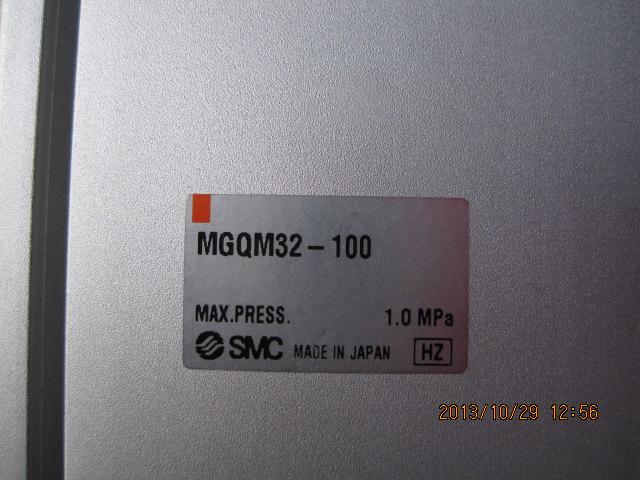 MGQM32-100
MAX.PRESS. 1.0 MPa
SMC MADE IN JAPAN HZ
2013/10/29 12:56